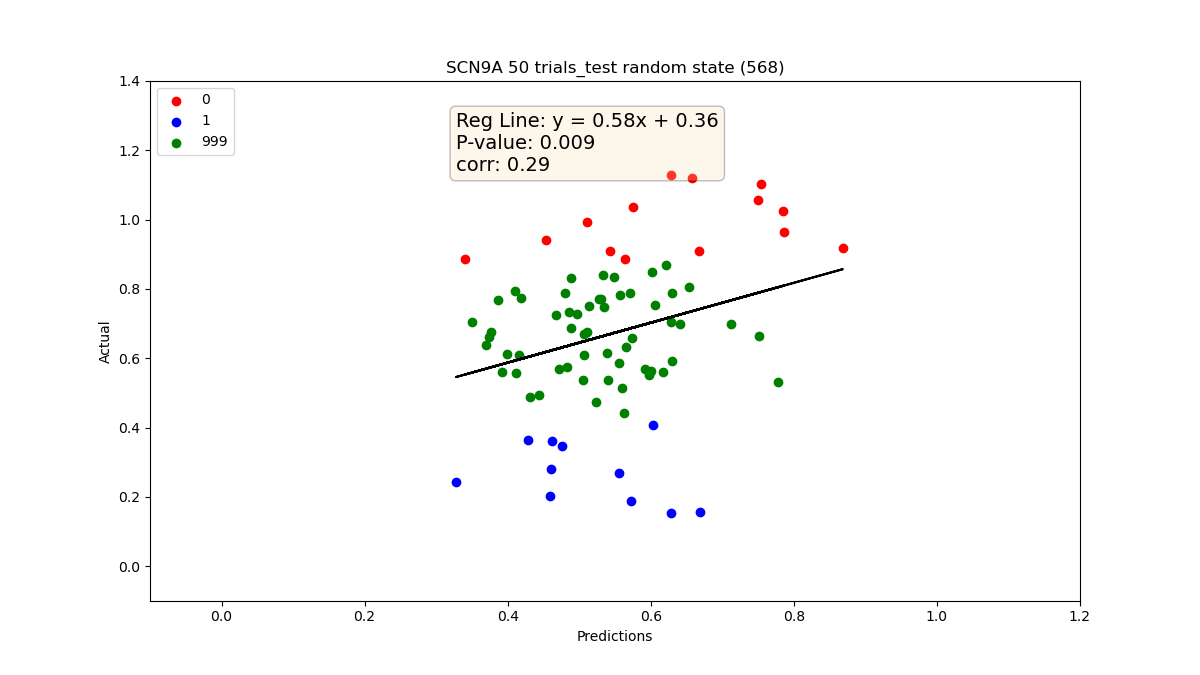 SCN9A 50 trials_test random state (568)
1.4
1.2
1.0
0.8
0.6
0.4
0.2
0.0
Actual
0
1
999
Reg Line: y = 0.58x + 0.36
P-value: 0.009
corr: 0.29
0.0 0.2 0.4 0.6 0.8 1.0 1.2
Predictions